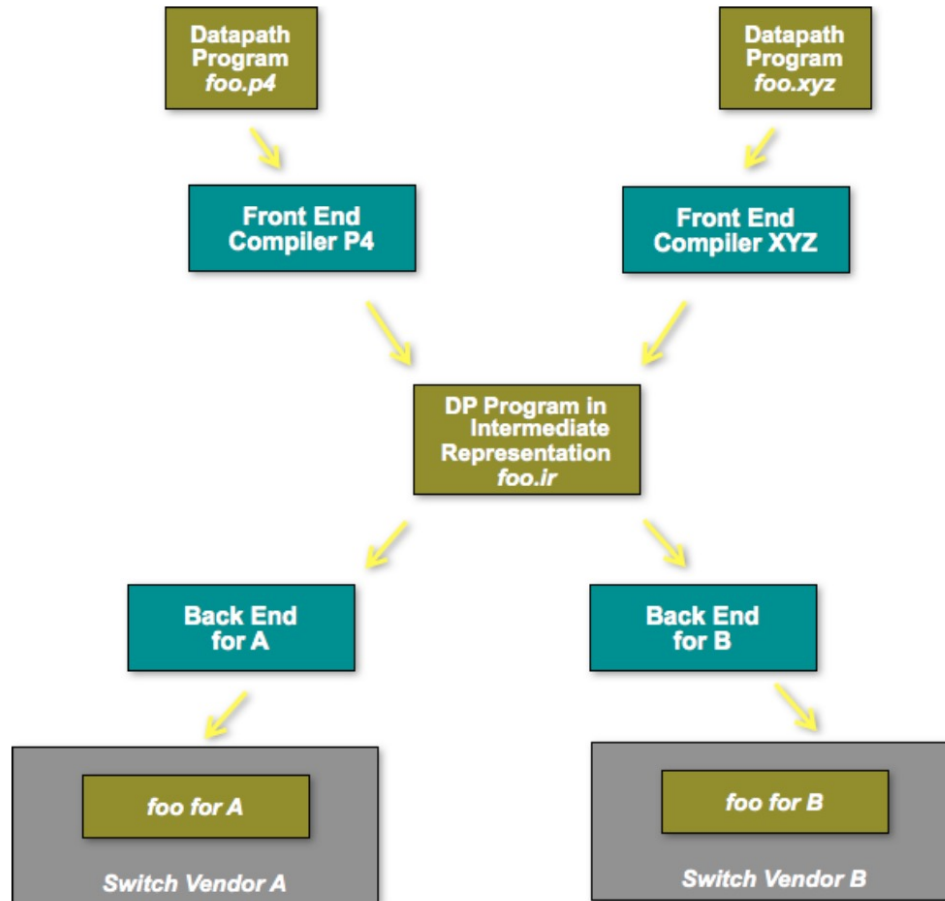 Datapath
Program
foo.p4
Datapath
Program
foo.xyz
Front End
Compiler P4
Front End
Compiler XYZ
DP Program in
Intermediate
Representation
foo.ir
Back End
for A
Back End
for B
foo for A
Switch Vendor A
foo for B
Switch Vendor B